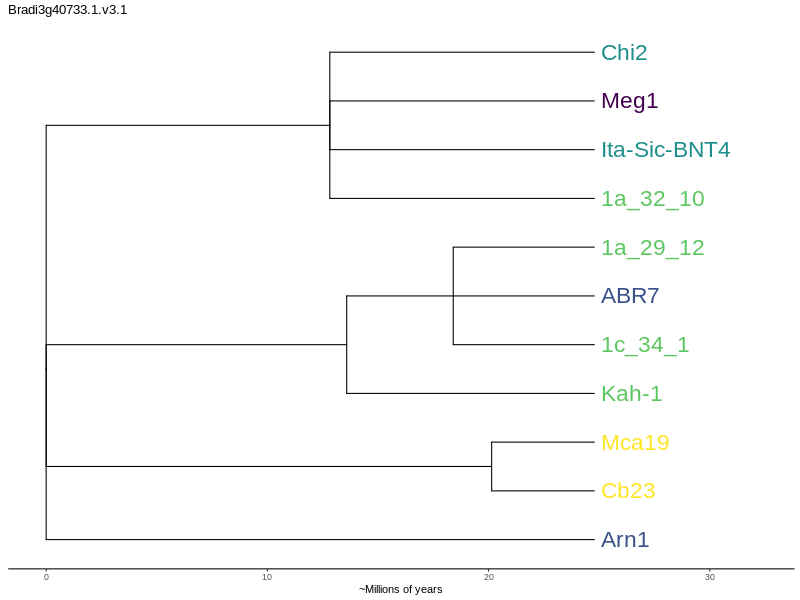 Bradi3g40733.1.v3.1
Chi2
Meg1
Ita-Sic-BNT4
1a_32_10
1a_29_12
ABR7
1c_34_1
Kah-1
Mca19
Cb23
Arn1
0 10 20 30
~Millions of years